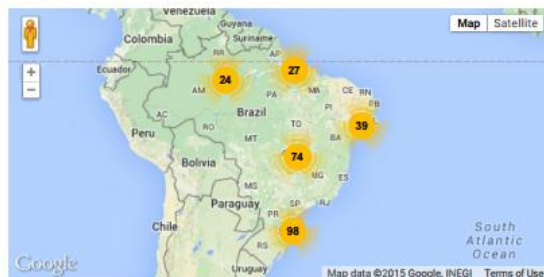 Venezuela
Guyana
Suriname
Colombia
Map
Satellite
RR
AP
Ecuador
+
24
27
AM
PA
MA
CE
RN
PB
PI
AC
Brazil
39
RO
TO
BA
Peru
MT
74
Bolivia
MG
ES
MS
SP
RJ
Paraguay
PR
98
Chile
RS
South
Atlantic
Ocean
Google
Uruguay
Map data ©2015 Google, INEGI
Terms of Use